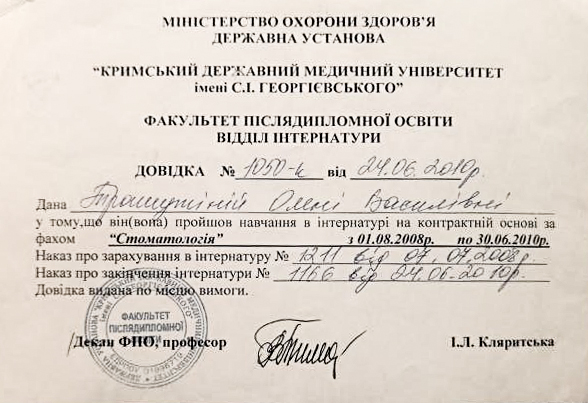 МІНІСТЕРСТВО ОХОРОНИ ЗДОРОВ’Я
ДЕРЖАВНА УСТАНОВА
“КРИМСЬКИЙ ДЕРЖАВНИЙ МЕДИЧНИЙ УНІВЕРСИТЕТ
імені С.І. ГЕОРГІЄВСЬКОГО”
ФАКУЛЬТЕТ ПІСЛЯДИПЛОМНОЇ ОСВІТИ
ВІДДІЛ ІНТЕРНАТУРИ
ДОВІДКА № 1050-к від 24.06.2010р.
Дана Олені Василівні
у тому,що він(вона) пройшов навчання в інтернатурі на контрактній основі за
фахом “Стоматологія” з 01.08.2008р. по 30.06.2010р.
Наказ про зарахування в інтернатуру № 1211 від 07.07.2008р.
Наказ про закінчення інтернатури № 1166 від 24.06-2010р.
Довідка видана по місцю вимоги.
ФАКУЛЬТЕТ
ПІСЛЯДИПЛОМНОЇ
ОСВІТИ
Декан ФПО, професор І.Л. Кляритська